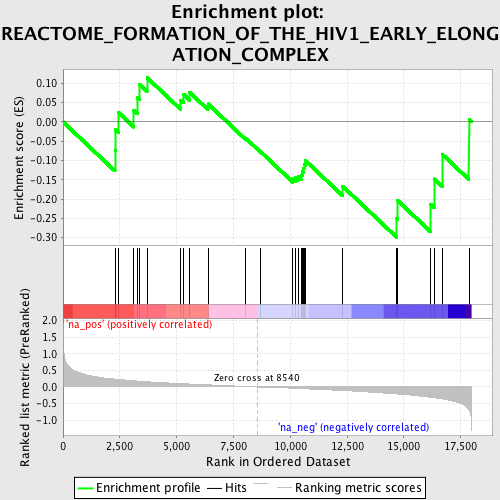 Enrichment plot:
REACTOME_FORMATION_OF_THE_HIV1_EARLY_ELONG
ATION_COMPLEX
Enrichment score (ES)
0.10
0.05
0.00
-0.05
-0.10
-0.15
-0.20
-0.25
-0.30
'na_pos' (positively correlated)
Ranked list metric (PreRanked)
2.0
1.5
1.0
0.5
0.0
-0.5
-1.0
Zero cross at 8540
'na_neg' (negatively correlated)
0
2,500
5,000
7,500
10,000
12,500
15,000
17,500
Rank in Ordered Dataset
Enrichment profile
Hits
Ranking metric scores